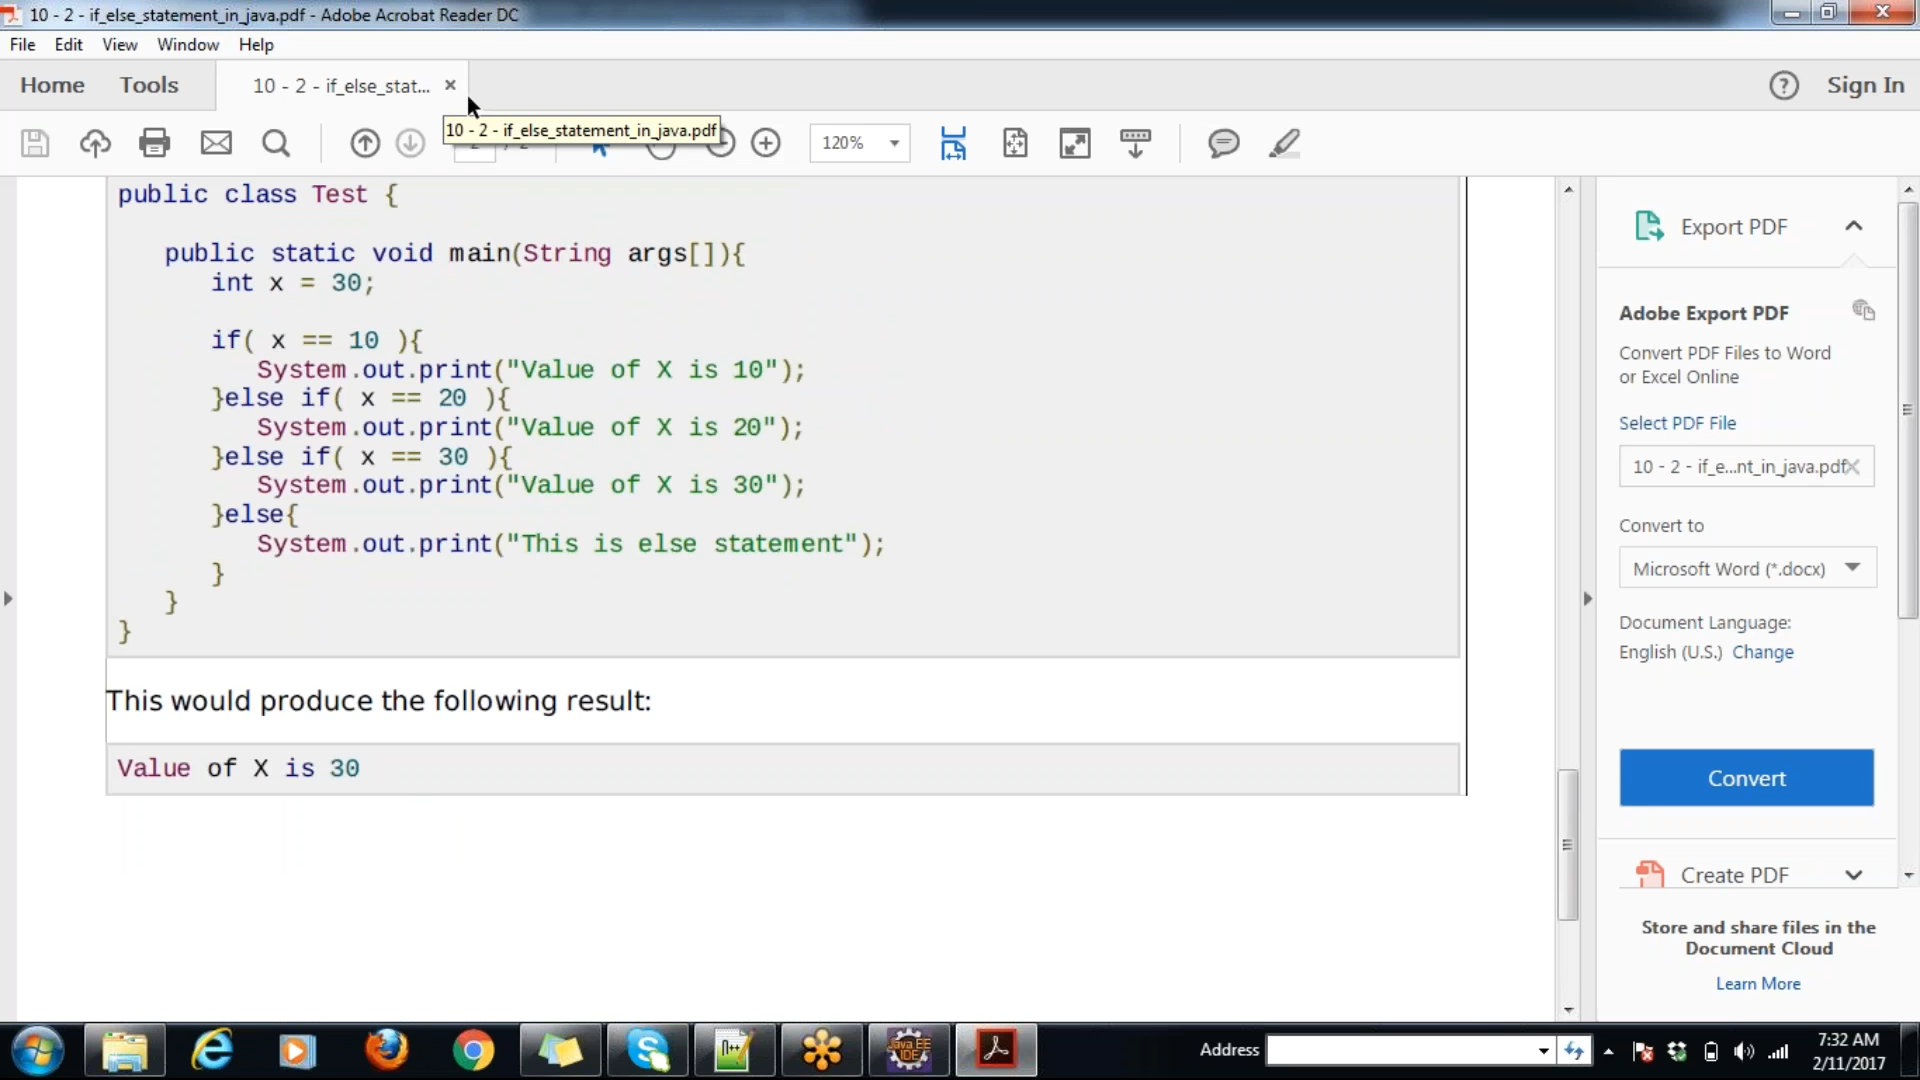 10 - 2 - if_else_statement_in_java.pdf - Adobe Acrobat Reader DC
File Edit View Window Help
Home Tools 10 - 2 - if_else_stat... × ? Sign In
10 - 2 - if_else_statement_in_java.pdf
120%
public class Test {
public static void main(String args[]){
int x = 30;
if( x == 10 ){
System.out.print("Value of X is 10");
}else if( x == 20 ){
System.out.print("Value of X is 20");
}else if( x == 30 ){
System.out.print("Value of X is 30");
}else{
System.out.print("This is else statement");
}
}
}
This would produce the following result:
Value of X is 30
Export PDF
Adobe Export PDF
Convert PDF Files to Word
or Excel Online
Select PDF File
10 - 2 - if_e...nt_in_java.pdf
Convert to
Microsoft Word (*.docx)
Document Language:
English (U.S.) Change
Convert
Create PDF
Store and share files in the
Document Cloud
Learn More
Java EE
IDE
Address
7:32 AM
2/11/2017